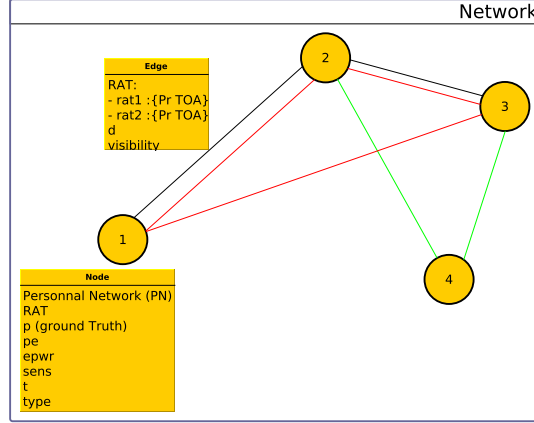 Network
2
Edge
RAT:
- rat1 :{Pr TOA}
- rat2 :{Pr TOA}
d
visibility
3
1
4
Node
Personnal Network (PN)
RAT
p (ground Truth)
pe
epwr
sens
t
type